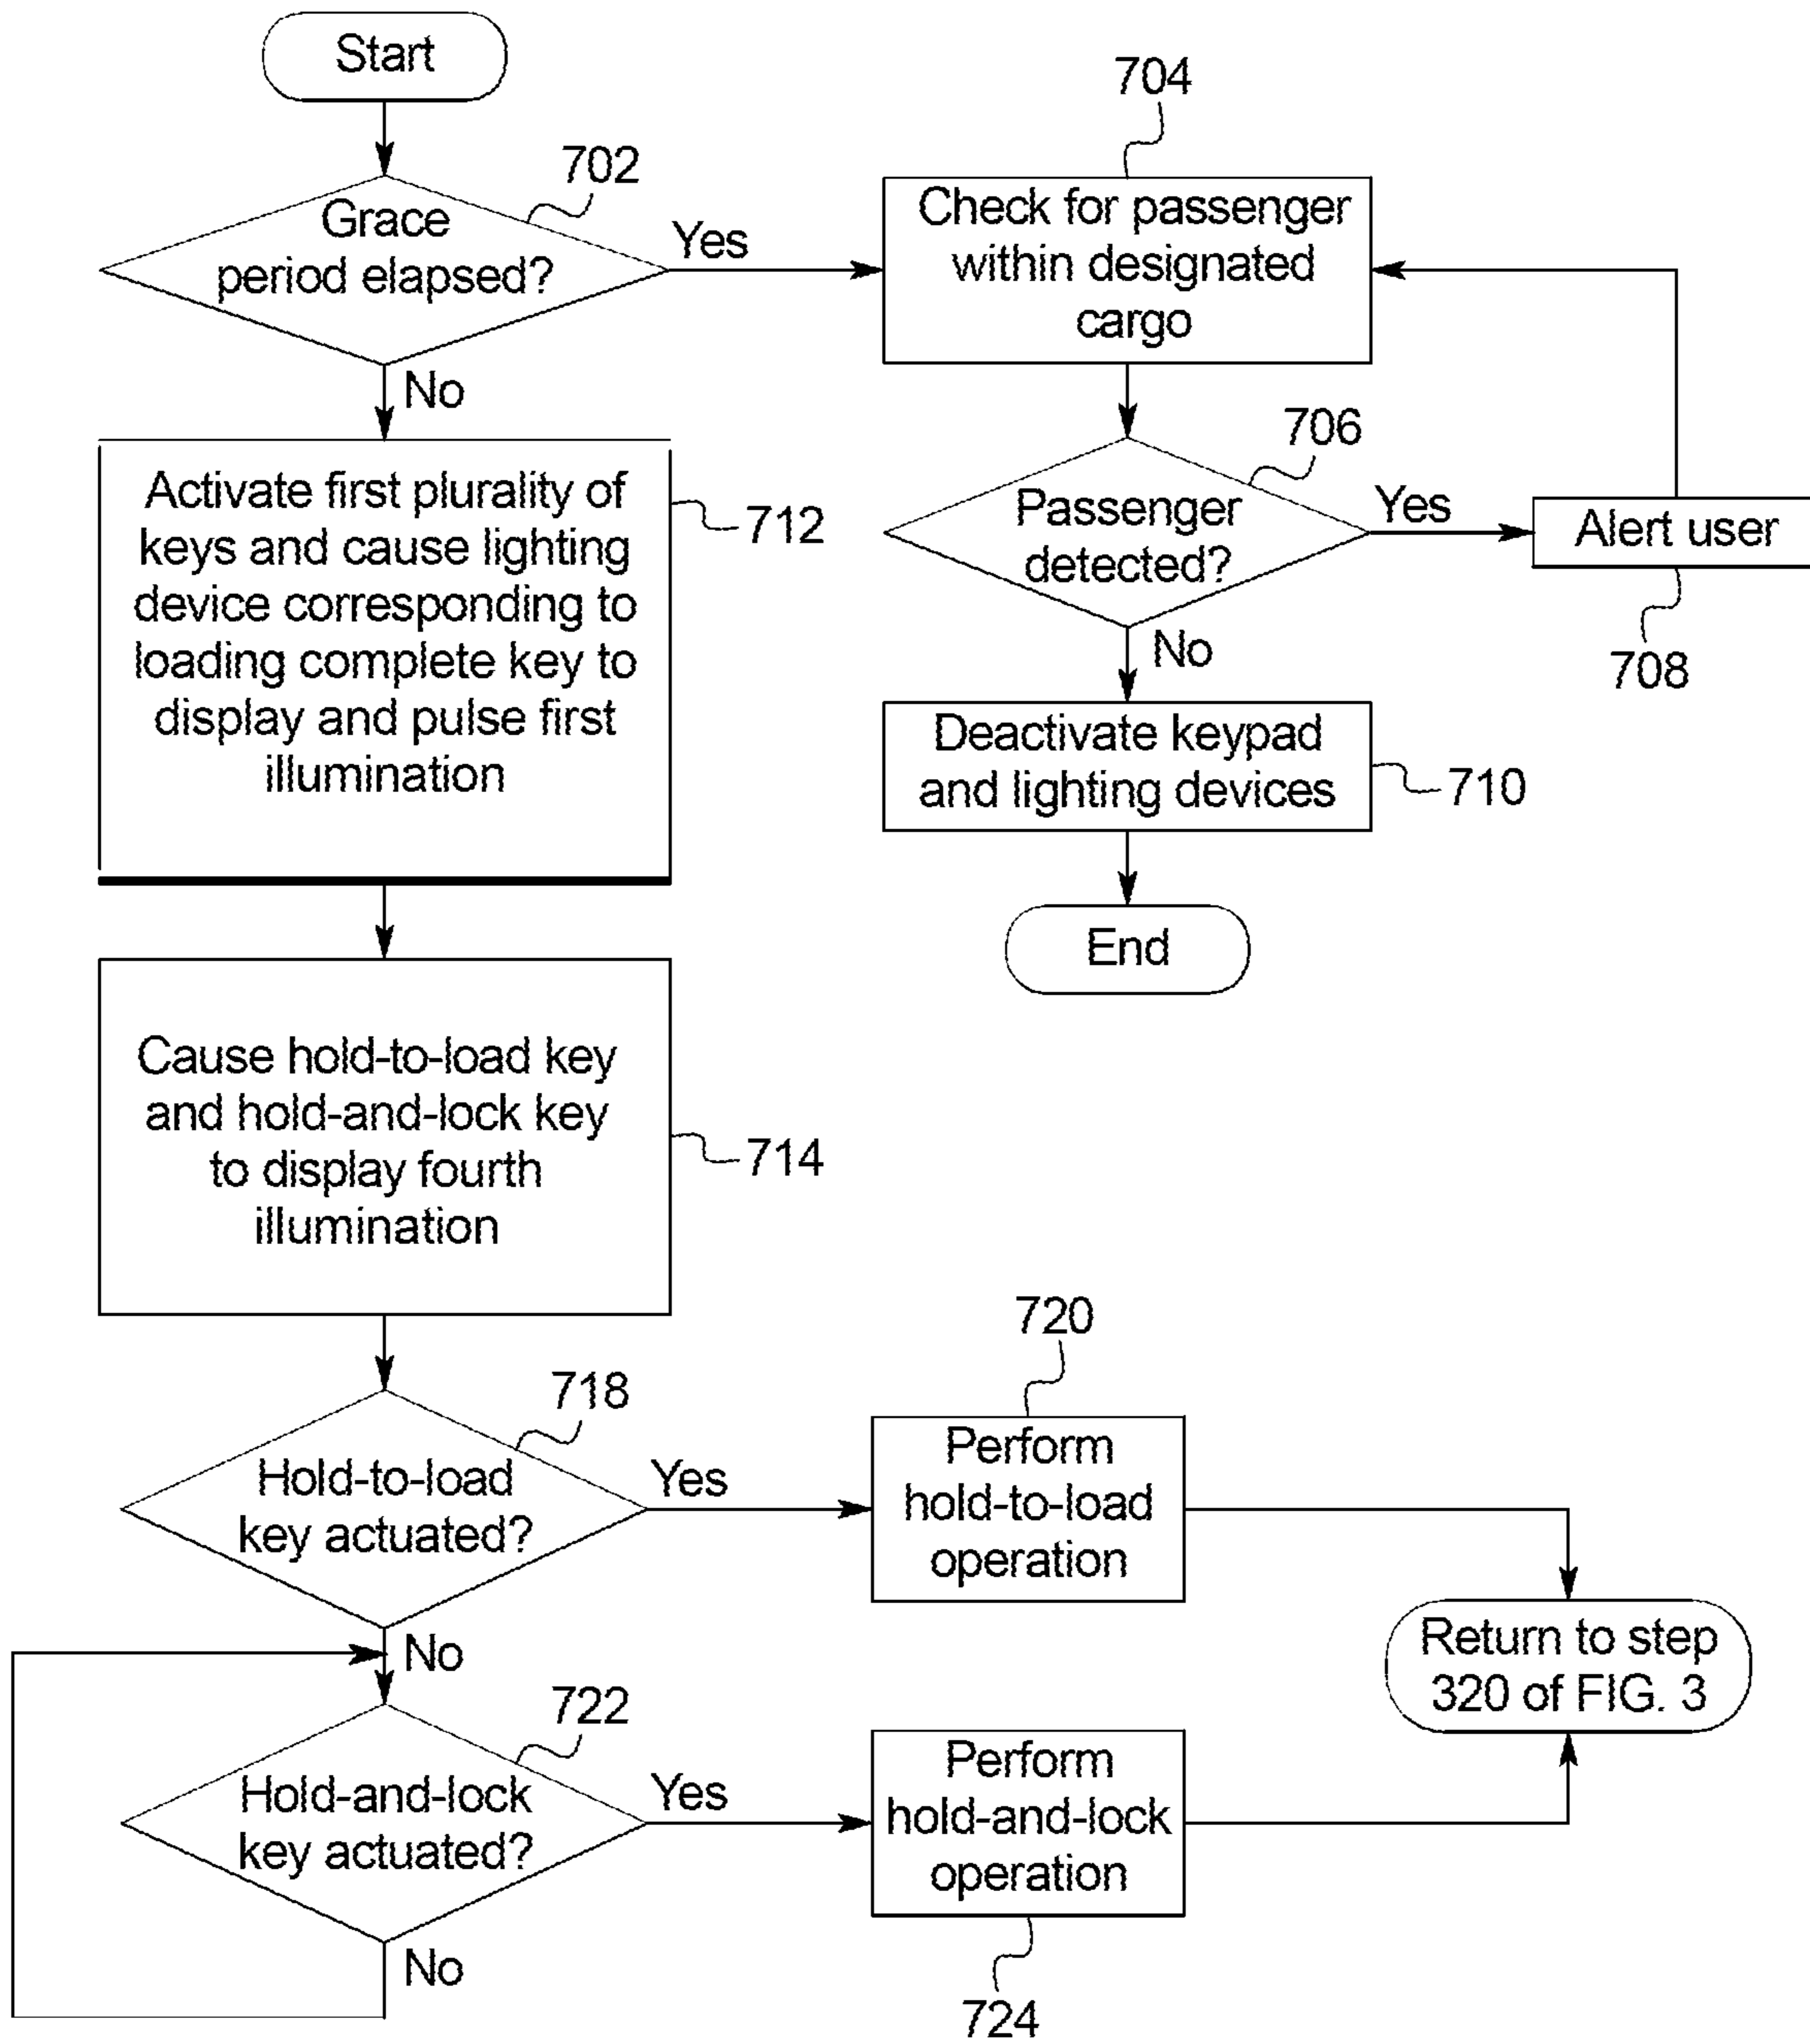 Start
702
Grace
period elapsed?
Yes
No
704
Check for passenger
within designated
cargo
706
Passenger
detected?
Yes
Alert user
708
No
Deactivate keypad
and lighting devices
710
End
Activate first plurality of
keys and cause lighting
device corresponding to
loading complete key to
display and pulse first
illumination
712
Cause hold-to-load key
and hold-and-lock key
to display fourth
illumination
714
718
Hold-to-load
key actuated?
Yes
No
720
Perform
hold-to-load
operation
Return to step
320 of FIG. 3
722
Hold-and-lock
key actuated?
Yes
No
Perform
hold-and-lock
operation
724